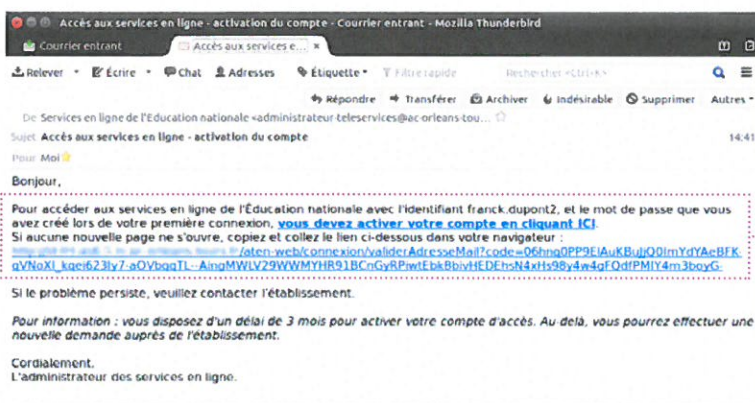 Accès aux services en ligne - activation du compte - Courrier entrant - Mozilla Thunderbird
Courrier entrant Accès aux services e... ×
Relever Écrire Chat Adresses Étiquette Filtre rapide Rechercher <Ctrl+K>
Répondre Transférer Archiver Indésirable Supprimer Autres
De Services en ligne de l'Education nationale <administrateur-teleservices@ac-orleans-tou...
Sujet Accès aux services en ligne - activation du compte 14:41
Pour Moi
Bonjour,
Pour accéder aux services en ligne de l'Éducation nationale avec l'identifiant franck.dupont2, et le mot de passe que vous
avez créé lors de votre première connexion, vous devez activer votre compte en cliquant ICI.
Si aucune nouvelle page ne s'ouvre, copiez et collez le lien ci-dessous dans votre navigateur :
/aten-web/connexion/validerAdresseMail?code=
Si le problème persiste, veuillez contacter l'établissement.
Pour information : vous disposez d'un délai de 3 mois pour activer votre compte d'accès. Au-delà, vous pourrez effectuer une
nouvelle demande auprès de l'établissement.
Cordialement.
L'administrateur des services en ligne.